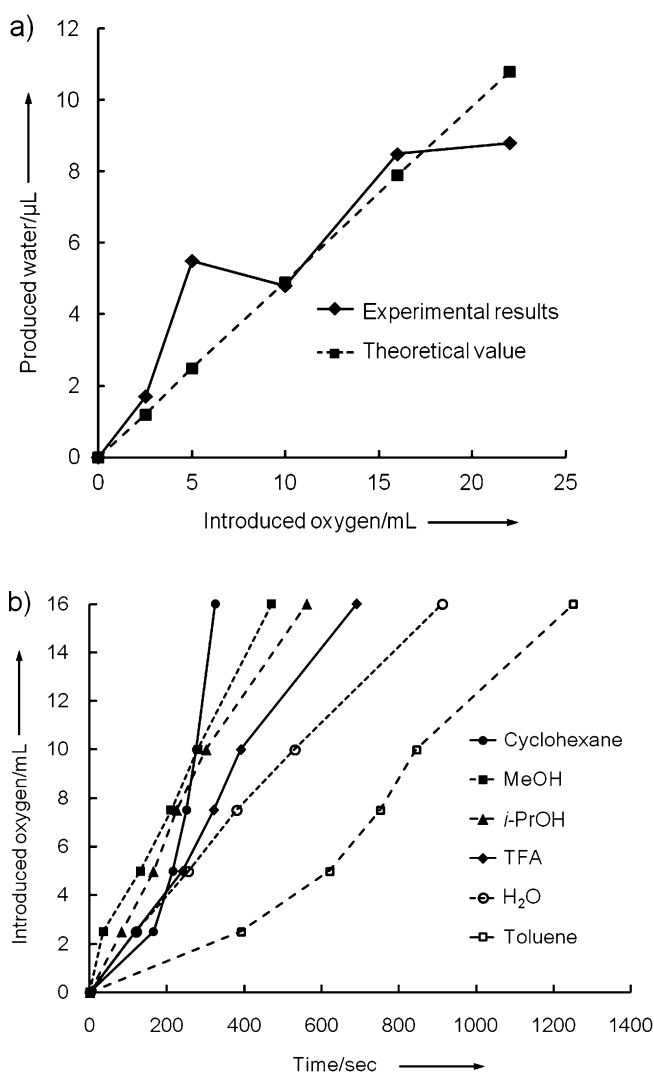 a)
12
10
8
6
4
2
0
Produced water/µL
Experimental results
Theoretical value
0 5 10 15 20 25
Introduced oxygen/mL
b)
16
14
12
10
8
6
4
2
0
Introduced oxygen/mL
Cyclohexane
MeOH
i-PrOH
TFA
H₂O
Toluene
0 200 400 600 800 1000 1200 1400
Time/sec